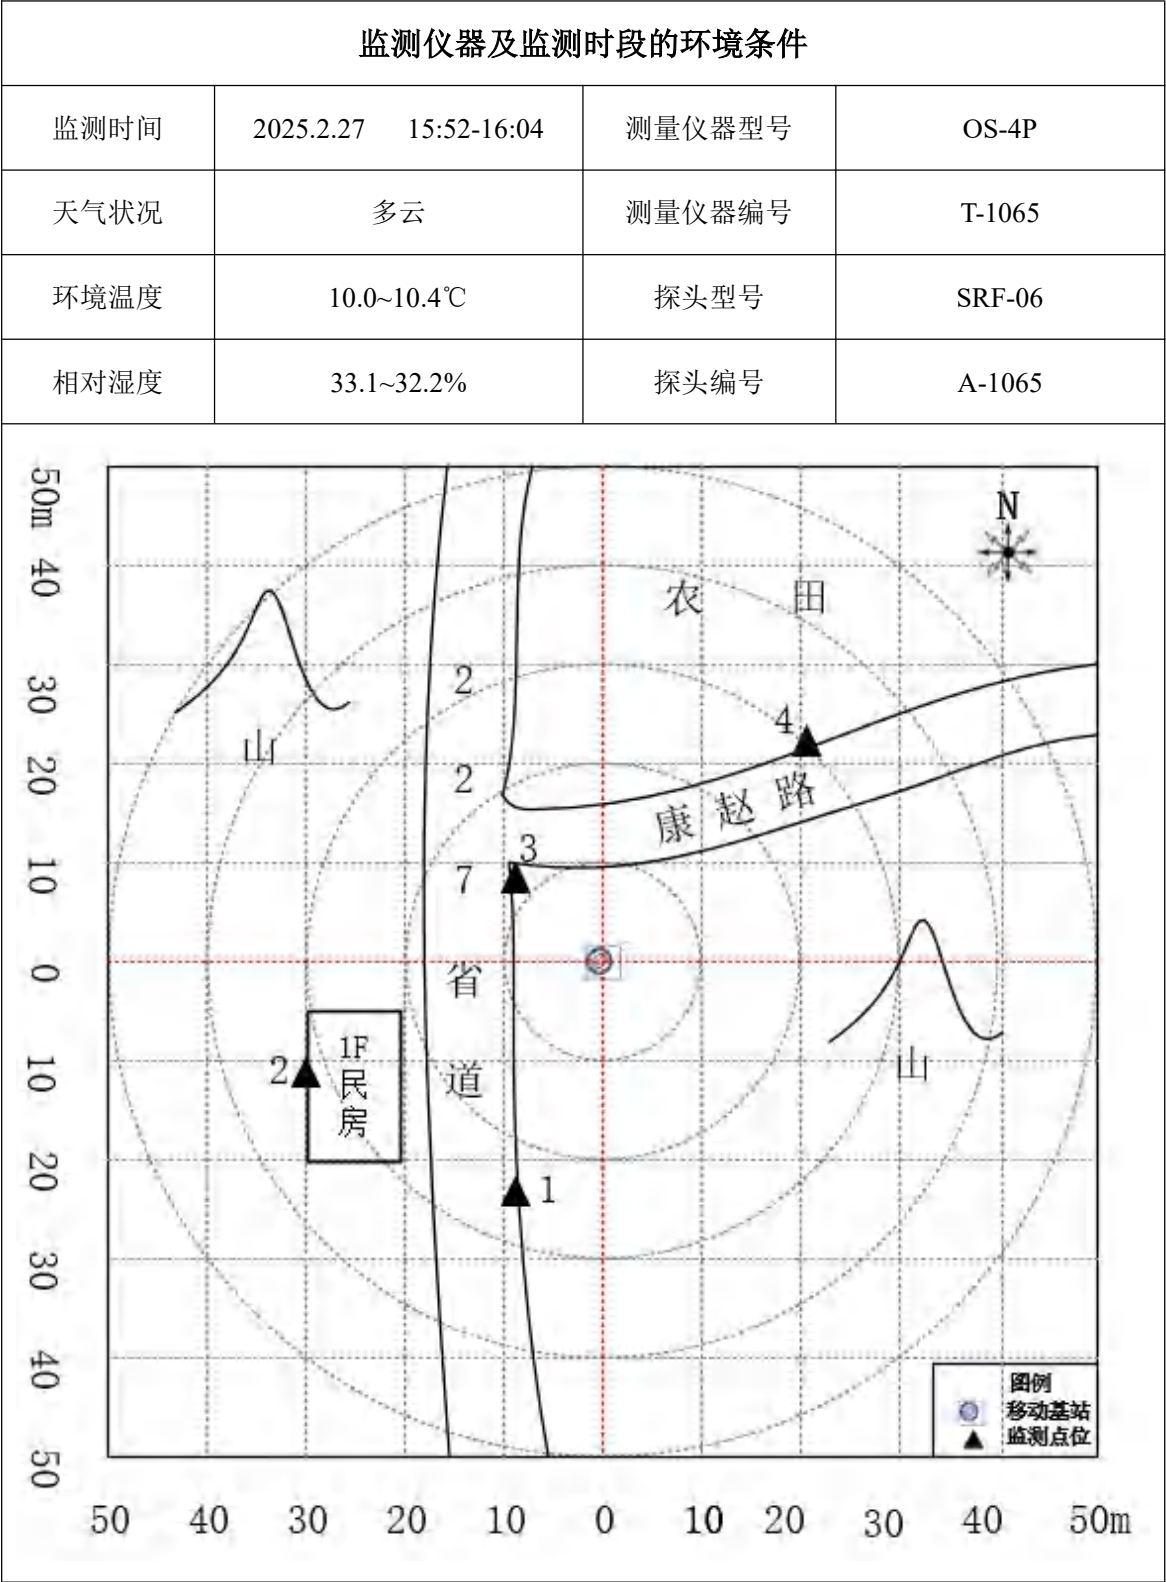 监测仪器及监测时段的环境条件
监测时间 2025.2.27 15:52-16:04 测量仪器型号 OS-4P
天气状况 多云 测量仪器编号 T-1065
环境温度 10.0~10.4℃ 探头型号 SRF-06
相对湿度 33.1~32.2% 探头编号 A-1065
50m
40
30
20
10
0
10
20
30
40
50
N
农 田
山
2
2
7
省
道
4
康赵路
3
1F
民
房
2
山
1
图例
移动基站
监测点位
50 40 30 20 10 0 10 20 30 40 50m